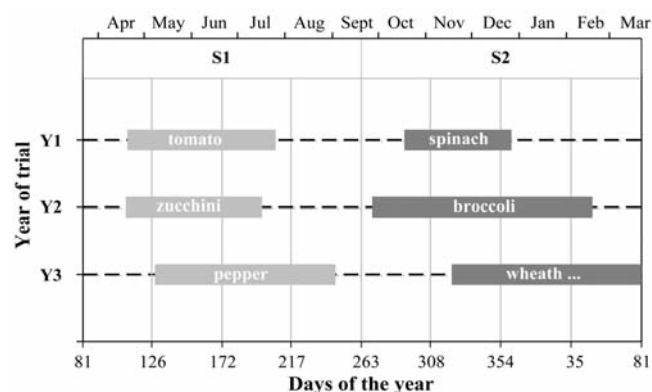 Apr May Jun Jul Aug Sept Oct Nov Dec Jan Feb Mar
S1 S2
Y1 tomato spinach
Y2 zucchini broccoli
Y3 pepper wheath ...
Year of trial
81 126 172 217 263 308 354 35 81
Days of the year